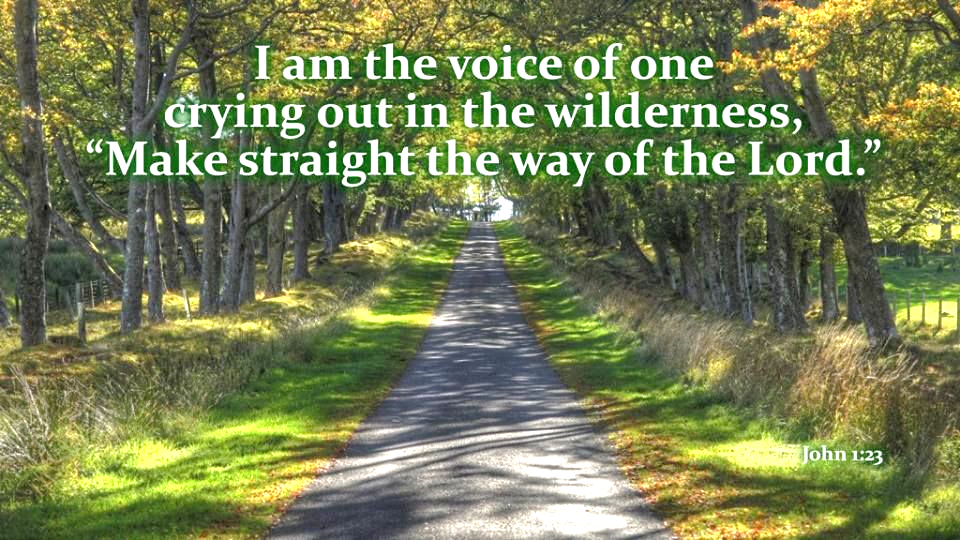 I am the voice of one
crying out in the wilderness,
“Make straight the way of the Lord.”
John 1:23